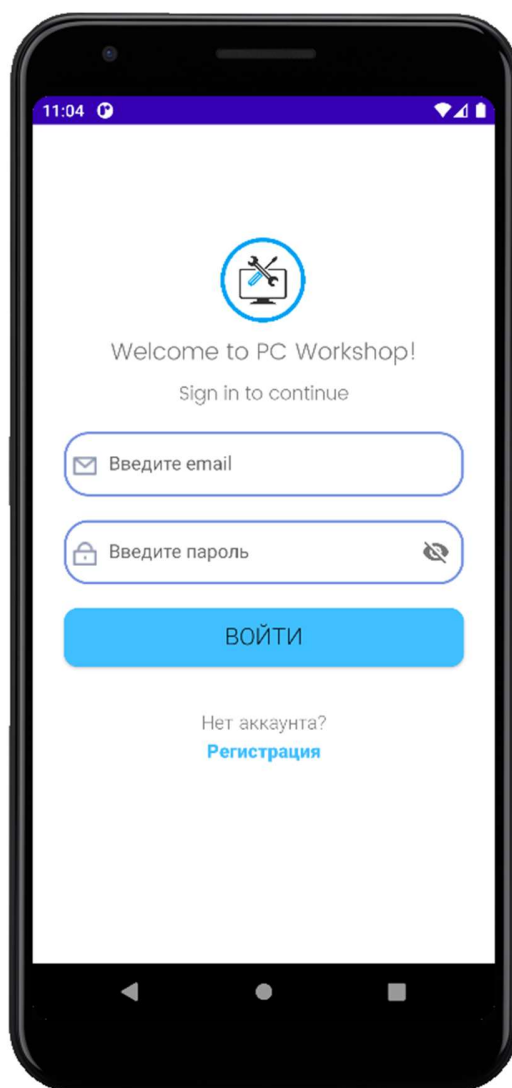 11:04
Welcome to PC Workshop!
Sign in to continue
Введите email
Введите пароль
ВОЙТИ
Нет аккаунта?
Регистрация